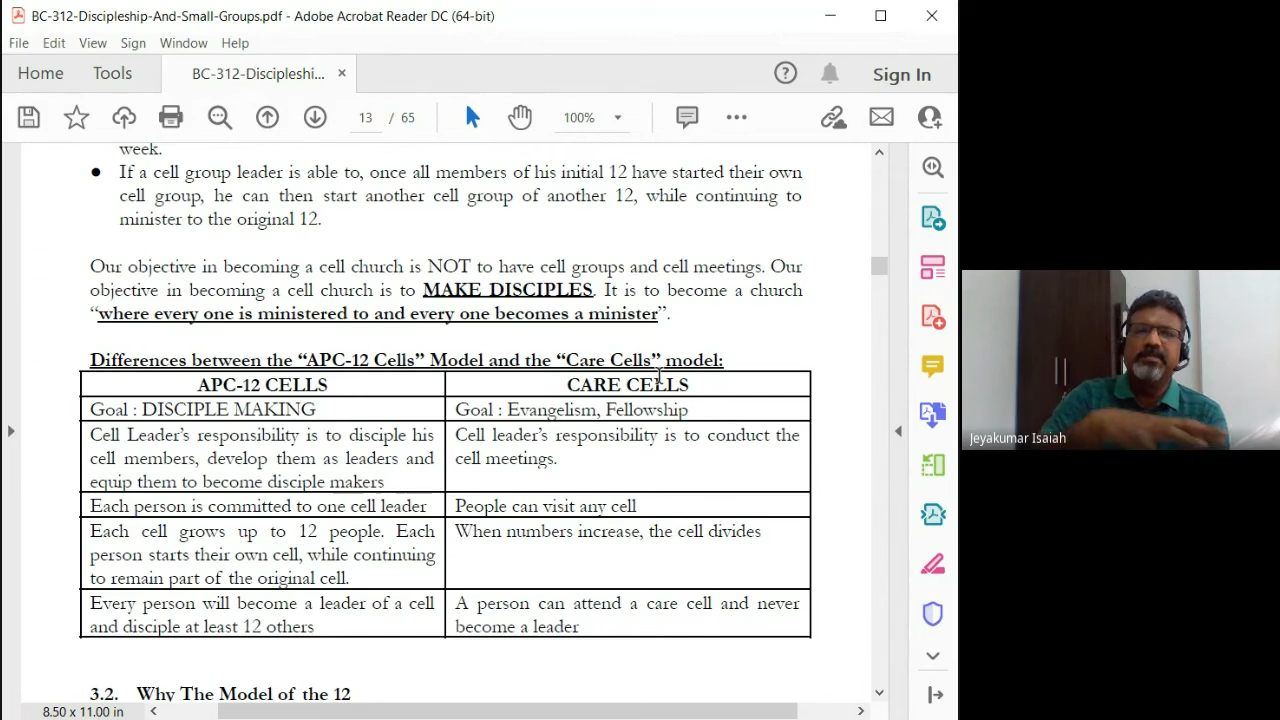 BC-312-Discipleship-And-Small-Groups.pdf - Adobe Acrobat Reader DC (64-bit)
File Edit View Sign Window Help
Home Tools BC-312-Discipleshi... × Sign In
13 / 65 100%
week.
● If a cell group leader is able to, once all members of his initial 12 have started their own
cell group, he can then start another cell group of another 12, while continuing to
minister to the original 12.
Our objective in becoming a cell church is NOT to have cell groups and cell meetings. Our
objective in becoming a cell church is to MAKE DISCIPLES. It is to become a church
“where every one is ministered to and every one becomes a minister”.
Differences between the “APC-12 Cells” Model and the “Care Cells” model:
APC-12 CELLS CARE CELLS
Goal : DISCIPLE MAKING Goal : Evangelism, Fellowship
Cell Leader’s responsibility is to disciple his
cell members, develop them as leaders and
equip them to become disciple makers
Cell leader’s responsibility is to conduct the
cell meetings.
Each person is committed to one cell leader People can visit any cell
Each cell grows up to 12 people. Each
person starts their own cell, while continuing
to remain part of the original cell.
When numbers increase, the cell divides
Every person will become a leader of a cell
and disciple at least 12 others
A person can attend a care cell and never
become a leader
3.2. Why The Model of the 12
8.50 x 11.00 in
Jeyakumar Isaiah